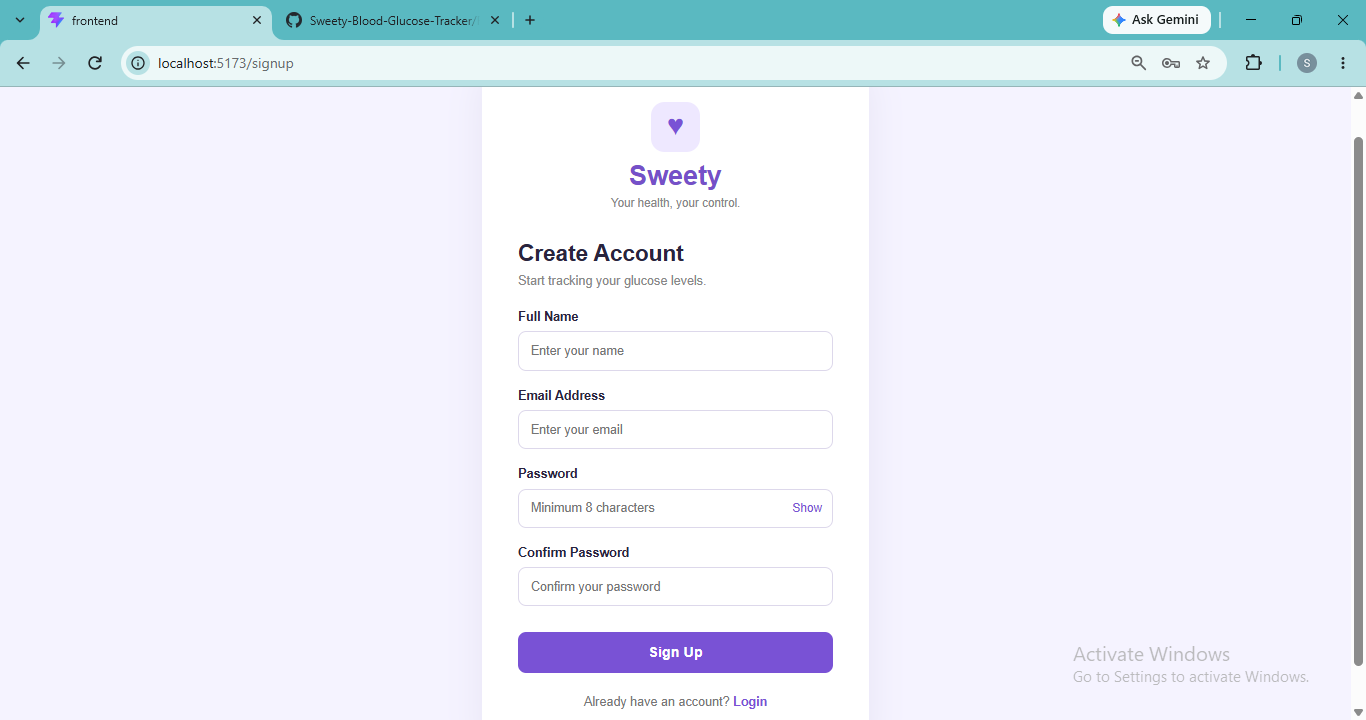 frontend
Sweety-Blood-Glucose-Tracker/
Ask Gemini
localhost:5173/signup
S
Sweety
Your health, your control.
Create Account
Start tracking your glucose levels.
Full Name
Enter your name
Email Address
Enter your email
Password
Minimum 8 characters
Show
Confirm Password
Confirm your password
Sign Up
Already have an account? Login
Activate Windows
Go to Settings to activate Windows.